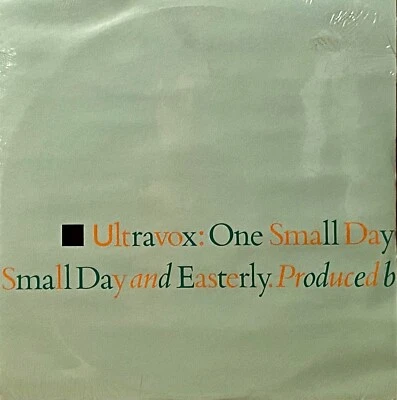 ■ Ultravox: One Small Day
Small Day and Easterly. Produced b